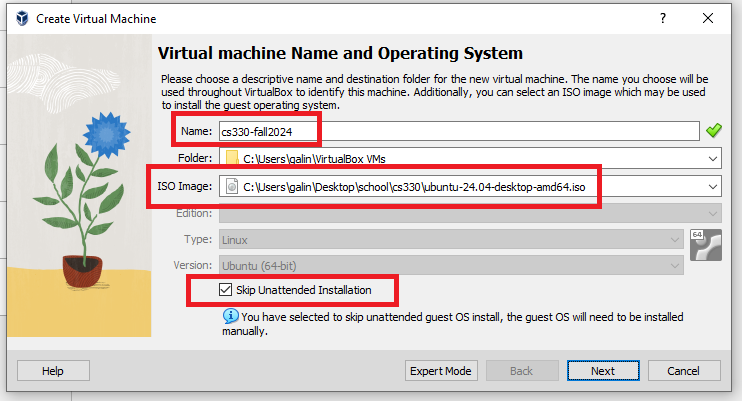 Create Virtual Machine
Virtual machine Name and Operating System
Please choose a descriptive name and destination folder for the new virtual machine. The name you choose will be
used throughout VirtualBox to identify this machine. Additionally, you can select an ISO image which may be used
to install the guest operating system.
Name: cs330-fall2024
Folder: C:\Users\galin\VirtualBox VMs
ISO Image: C:\Users\galin\Desktop\school\cs330\ubuntu-24.04-desktop-amd64.iso
Edition:
Type: Linux
64
Version: Ubuntu (64-bit)
Skip Unattended Installation
You have selected to skip unattended guest OS install, the guest OS will need to be installed
manually.
Help Expert Mode Back Next Cancel